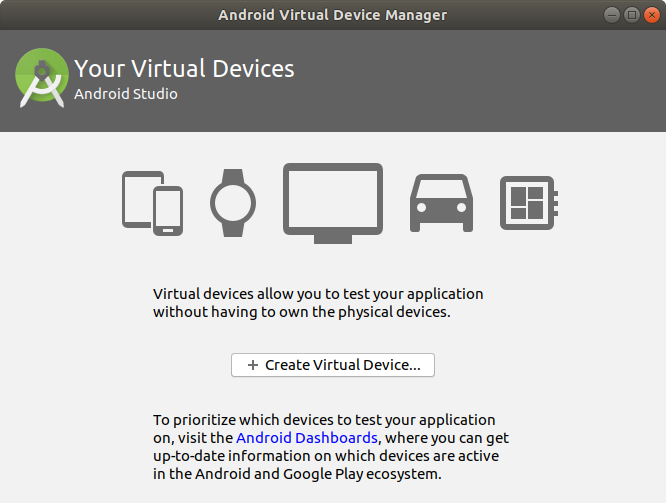 Android Virtual Device Manager
Your Virtual Devices
Android Studio
Virtual devices allow you to test your application
without having to own the physical devices.
+ Create Virtual Device...
To prioritize which devices to test your application
on, visit the Android Dashboards, where you can get
up-to-date information on which devices are active
in the Android and Google Play ecosystem.